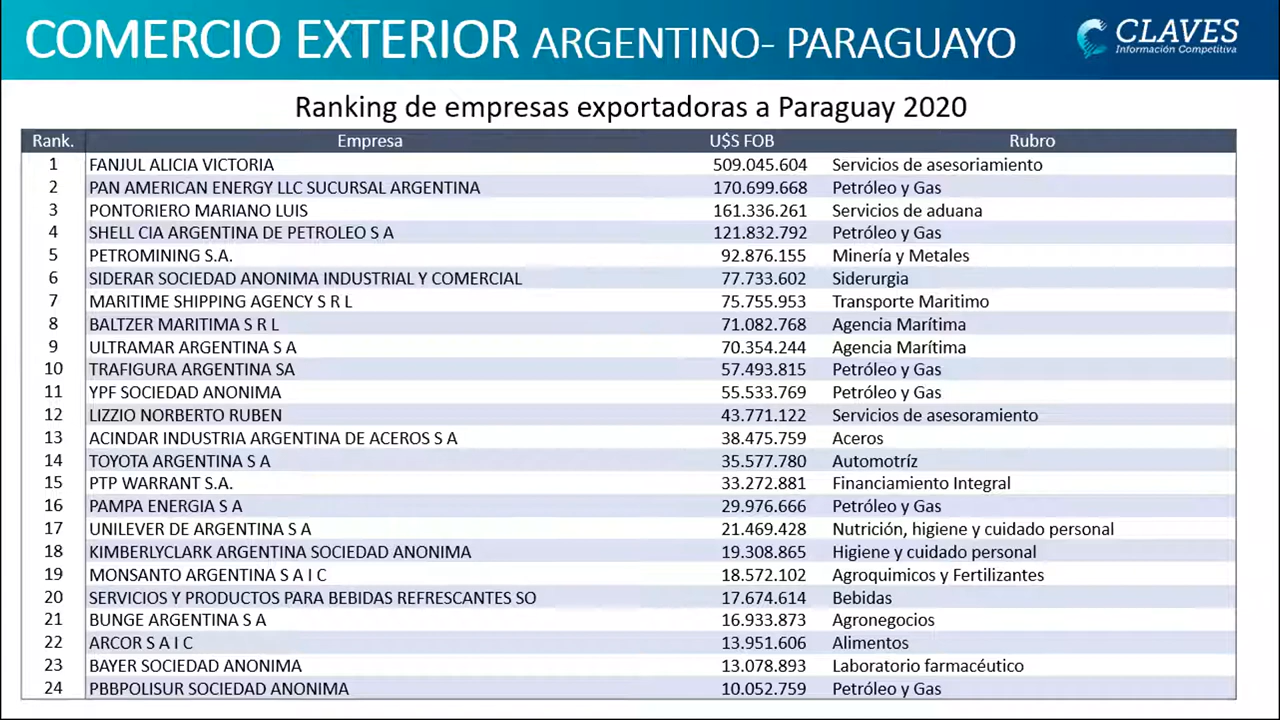 COMERCIO EXTERIOR ARGENTINO- PARAGUAYO
CLAVES
Información Competitiva
Ranking de empresas exportadoras a Paraguay 2020
Rank. Empresa U$S FOB Rubro
1 FANJUL ALICIA VICTORIA 509.045.604 Servicios de asesoriamiento
2 PAN AMERICAN ENERGY LLC SUCURSAL ARGENTINA 170.699.668 Petróleo y Gas
3 PONTORIERO MARIANO LUIS 161.336.261 Servicios de aduana
4 SHELL CIA ARGENTINA DE PETROLEO S A 121.832.792 Petróleo y Gas
5 PETROMINING S.A. 92.876.155 Minería y Metales
6 SIDERAR SOCIEDAD ANONIMA INDUSTRIAL Y COMERCIAL 77.733.602 Siderurgia
7 MARITIME SHIPPING AGENCY S R L 75.755.953 Transporte Maritimo
8 BALTZER MARITIMA S R L 71.082.768 Agencia Marítima
9 ULTRAMAR ARGENTINA S A 70.354.244 Agencia Marítima
10 TRAFIGURA ARGENTINA SA 57.493.815 Petróleo y Gas
11 YPF SOCIEDAD ANONIMA 55.533.769 Petróleo y Gas
12 LIZZIO NORBERTO RUBEN 43.771.122 Servicios de asesoramiento
13 ACINDAR INDUSTRIA ARGENTINA DE ACEROS S A 38.475.759 Aceros
14 TOYOTA ARGENTINA S A 35.577.780 Automotríz
15 PTP WARRANT S.A. 33.272.881 Financiamiento Integral
16 PAMPA ENERGIA S A 29.976.666 Petróleo y Gas
17 UNILEVER DE ARGENTINA S A 21.469.428 Nutrición, higiene y cuidado personal
18 KIMBERLYCLARK ARGENTINA SOCIEDAD ANONIMA 19.308.865 Higiene y cuidado personal
19 MONSANTO ARGENTINA S A I C 18.572.102 Agroquimicos y Fertilizantes
20 SERVICIOS Y PRODUCTOS PARA BEBIDAS REFRESCANTES SO 17.674.614 Bebidas
21 BUNGE ARGENTINA S A 16.933.873 Agronegocios
22 ARCOR S A I C 13.951.606 Alimentos
23 BAYER SOCIEDAD ANONIMA 13.078.893 Laboratorio farmacéutico
24 PBBPOLISUR SOCIEDAD ANONIMA 10.052.759 Petróleo y Gas